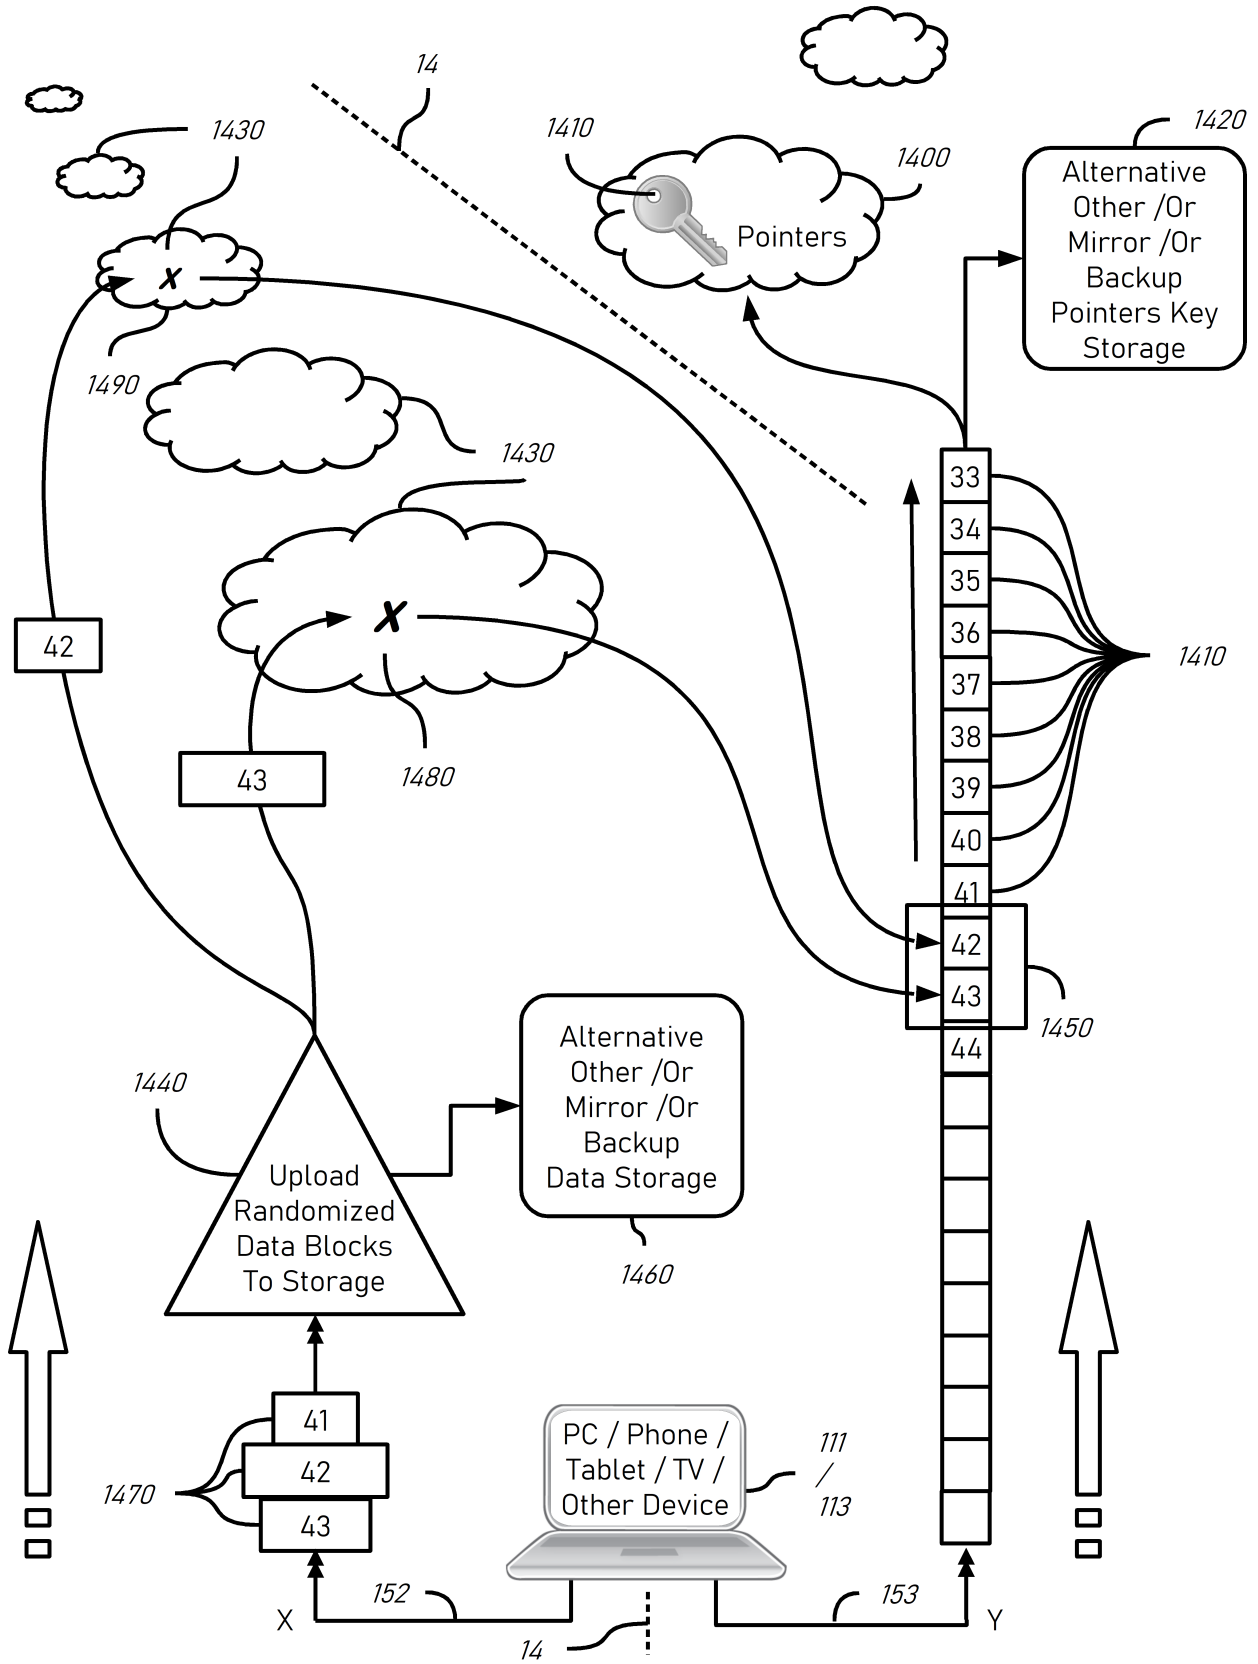 14
1430
1410
1400
1420
Pointers
Alternative
Other /Or
Mirror /Or
Backup
Pointers Key
Storage
X
1490
1430
X
1480
42
43
33
34
35
36
37
38
39
40
41
42
43
44
1410
1450
1440
Upload
Randomized
Data Blocks
To Storage
Alternative
Other /Or
Mirror /Or
Backup
Data Storage
1460
41
42
43
1470
PC / Phone /
Tablet / TV /
Other Device
111
/
113
152
153
X
Y
14